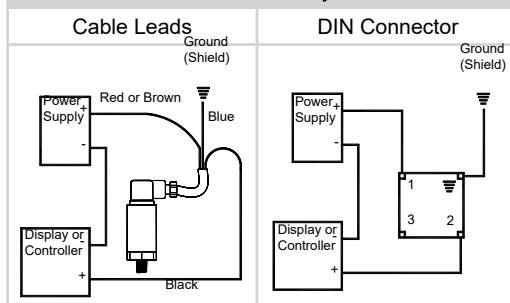 Cable Leads
DIN Connector
Ground
(Shield)
Power
Supply
+
-
Red or Brown
Blue
Display or
Controller
-
+
Black
Ground
(Shield)
Power
Supply
+
-
1
3
2
Display or
Controller
-
+